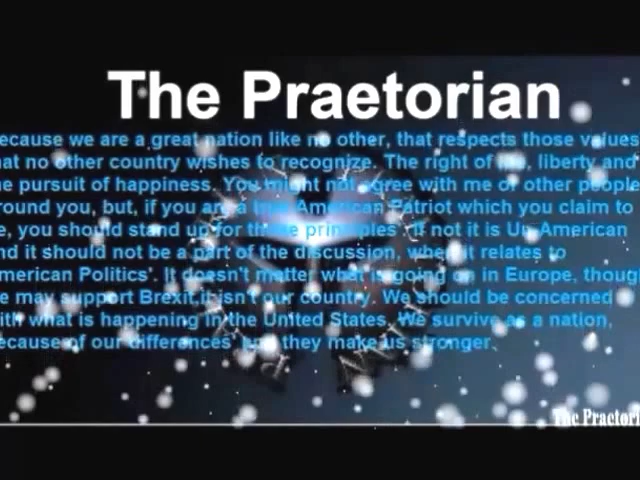 The Praetorian
ecause we are a great nation like no other, that respects those values
hat no other country wishes to recognize. The right of life, liberty and
he pursuit of happiness. You might not agree with me or other people
round you, but, if you are a true American Patriot which you claim to
e, you should stand up for those principles'. If not it is Un-American
nd it should not be a part of the discussion, when it relates to
American Politics'. It doesn't matter what is going on in Europe, though
we may support Brexit,it isn't our country. We should be concerned
with what is happening in the United States. We survive as a nation,
ecause of our differences' and they make us stronger.
The Praetori